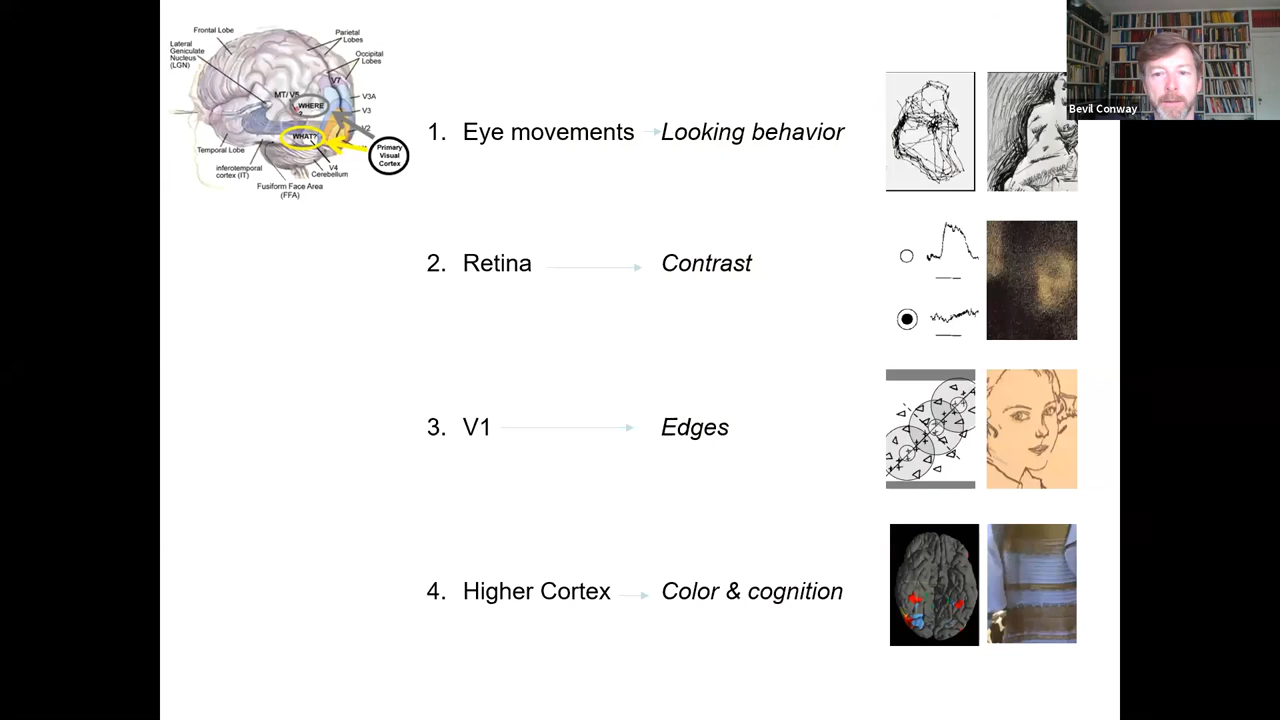 Frontal Lobe
Parietal
Lobes
Lateral
Geniculate
Nucleus
(LGN)
Occipital
Lobes
V7
MT/ V5
V3A
WHERE
V3
V2
WHAT?
Primary
Visual
Cortex
Temporal Lobe
V4
Cerebellum
inferotemporal
cortex (IT)
Fusiform Face Area
(FFA)
Bevil Conway
1. Eye movements Looking behavior
2. Retina Contrast
3. V1 Edges
4. Higher Cortex Color & cognition